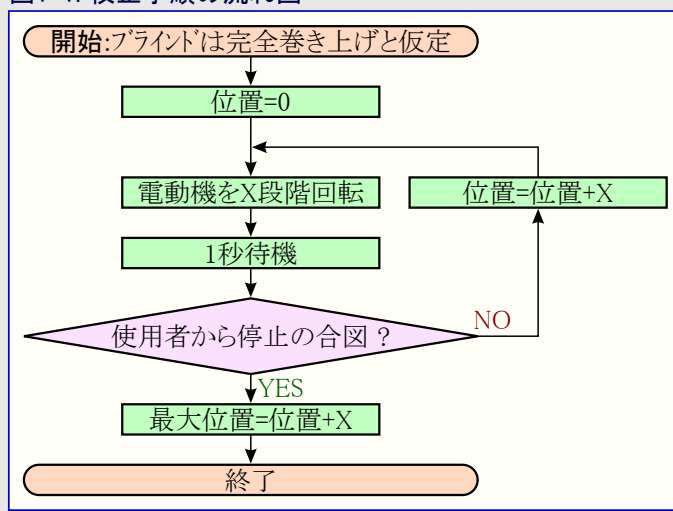 開始:ブラインドは完全巻き上げと仮定
位置=0
電動機をX段階回転
位置=位置+X
1秒待機
使用者から停止の合図？
NO
YES
最大位置=位置+X
終了